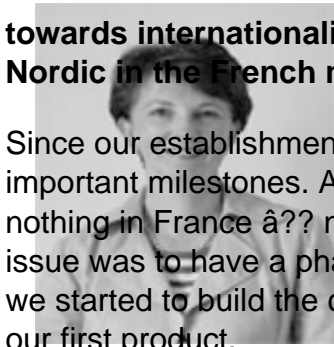 towards internationali
Nordic in the French
Since our establishmen
important milestones. A
nothing in France â??
issue was to have a pha
we started to build the
our first product.